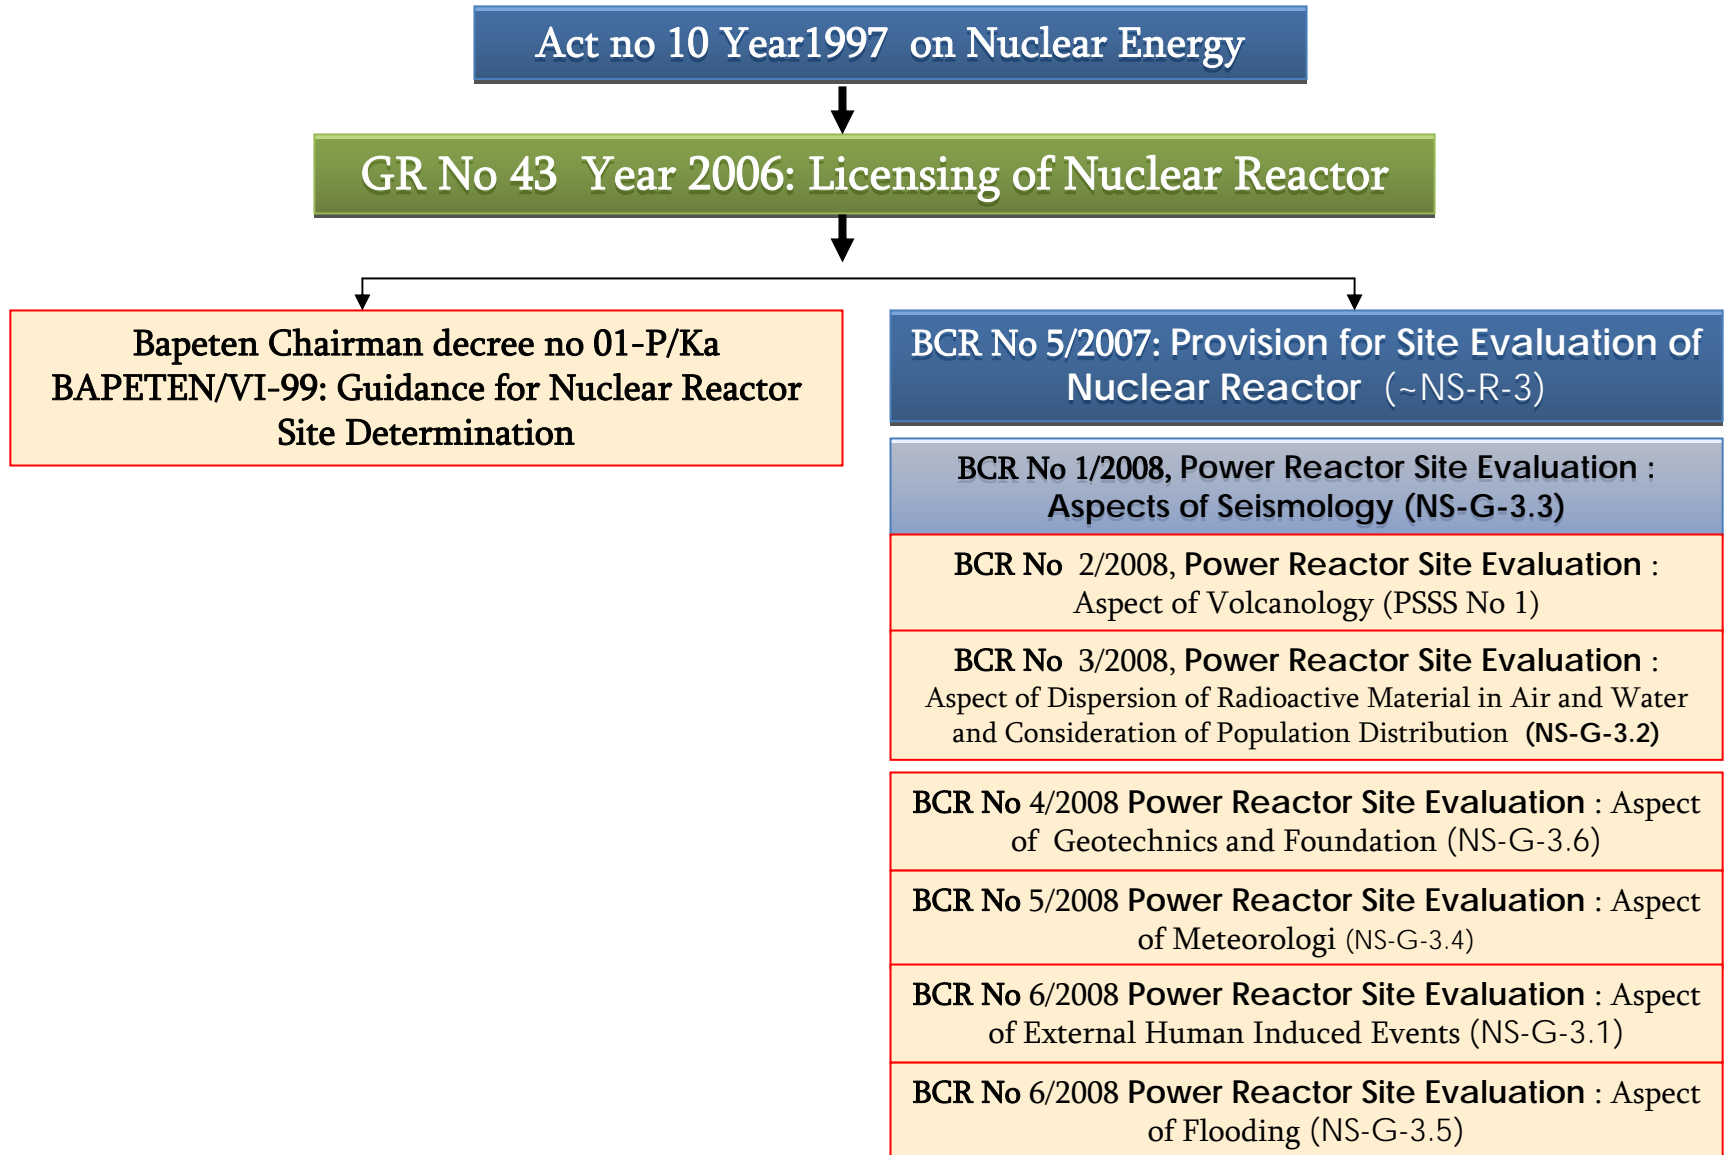 Act no 10 Year1997 on Nuclear Energy
GR No 43 Year 2006: Licensing of Nuclear Reactor
Bapeten Chairman decree no 01-P/Ka
BAPETEN/VI-99: Guidance for Nuclear Reactor
Site Determination
BCR No 5/2007: Provision for Site Evaluation of
Nuclear Reactor (~NS-R-3)
BCR No 1/2008, Power Reactor Site Evaluation :
Aspects of Seismology (NS-G-3.3)
BCR No 2/2008, Power Reactor Site Evaluation :
Aspect of Volcanology (PSSS No 1)
BCR No 3/2008, Power Reactor Site Evaluation :
Aspect of Dispersion of Radioactive Material in Air and Water
and Consideration of Population Distribution (NS-G-3.2)
BCR No 4/2008 Power Reactor Site Evaluation : Aspect
of Geotechnics and Foundation (NS-G-3.6)
BCR No 5/2008 Power Reactor Site Evaluation : Aspect
of Meteorologi (NS-G-3.4)
BCR No 6/2008 Power Reactor Site Evaluation : Aspect
of External Human Induced Events (NS-G-3.1)
BCR No 6/2008 Power Reactor Site Evaluation : Aspect
of Flooding (NS-G-3.5)